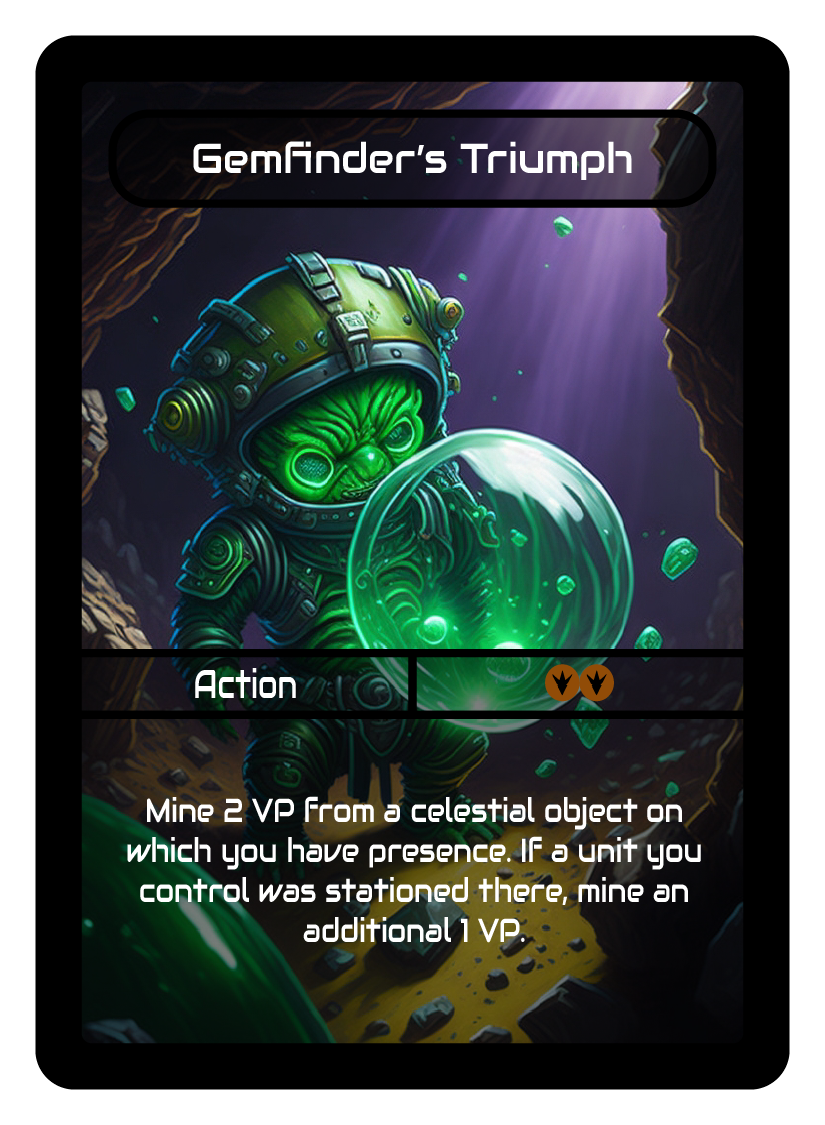 Gemfinder's Triumph
Action
Mine 2 VP from a celestial object on
which you have presence. If a unit you
control was stationed there, mine an
additional 1 VP.